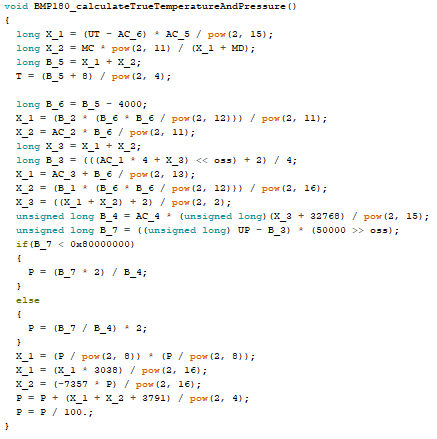 void BMP180_calculateTrueTemperatureAndPressure()
{
long X_1 = (UT - AC_6) * AC_5 / pow(2, 15);
long X_2 = MC * pow(2, 11) / (X_1 + MD);
long B_5 = X_1 + X_2;
T = (B_5 + 8) / pow(2, 4);
long B_6 = B_5 - 4000;
X_1 = (B_2 * (B_6 * B_6 / pow(2, 12))) / pow(2, 11);
X_2 = AC_2 * B_6 / pow(2, 11);
long X_3 = X_1 + X_2;
long B_3 = (((AC_1 * 4 + X_3) << oss) + 2) / 4;
X_1 = AC_3 * B_6 / pow(2, 13);
X_2 = (B_1 * (B_6 * B_6 / pow(2, 12))) / pow(2, 16);
X_3 = ((X_1 + X_2) + 2) / pow(2, 2);
unsigned long B_4 = AC_4 * (unsigned long)(X_3 + 32768) / pow(2, 15);
unsigned long B_7 = ((unsigned long) UP - B_3) * (50000 >> oss);
if(B_7 < 0x80000000)
{
P = (B_7 * 2) / B_4;
}
else
{
P = (B_7 / B_4) * 2;
}
X_1 = (P / pow(2, 8)) * (P / pow(2, 8));
X_1 = (X_1 * 3038) / pow(2, 16);
X_2 = (-7357 * P) / pow(2, 16);
P = P + (X_1 + X_2 + 3791) / pow(2, 4);
P = P / 100.;
}